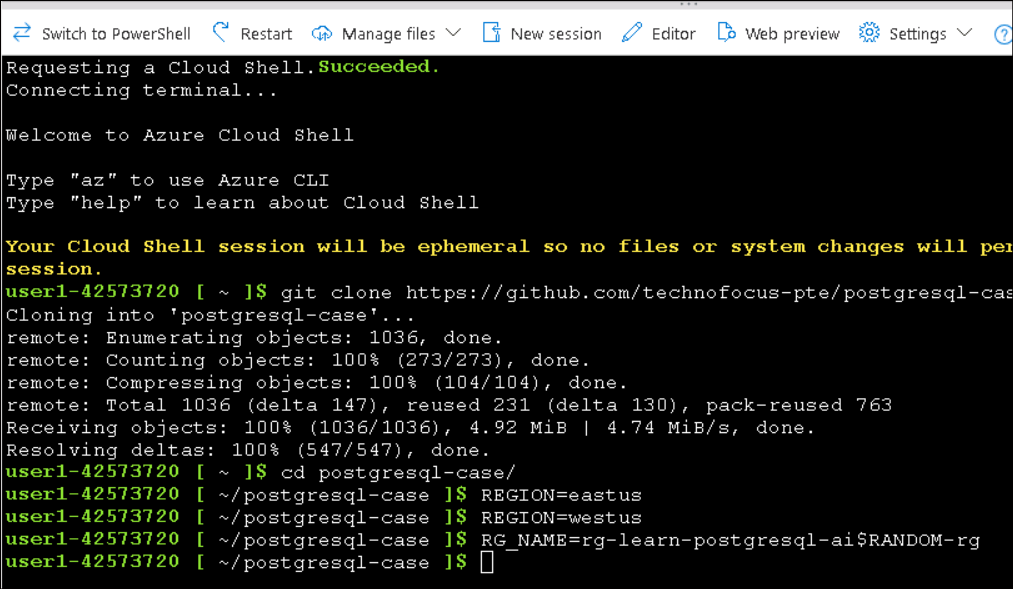 Switch to PowerShell Restart Manage files New session Editor Web preview Settings ?
Requesting a Cloud Shell.Succeeded.
Connecting terminal...
Welcome to Azure Cloud Shell
Type "az" to use Azure CLI
Type "help" to learn about Cloud Shell
Your Cloud Shell session will be ephemeral so no files or system changes will per
session.
user1-42573720 [ ~ ]$ git clone https://github.com/technofocus-pte/postgresql-cas
Cloning into 'postgresql-case'...
remote: Enumerating objects: 1036, done.
remote: Counting objects: 100% (273/273), done.
remote: Compressing objects: 100% (104/104), done.
remote: Total 1036 (delta 147), reused 231 (delta 130), pack-reused 763
Receiving objects: 100% (1036/1036), 4.92 MiB | 4.74 MiB/s, done.
Resolving deltas: 100% (547/547), done.
user1-42573720 [ ~ ]$ cd postgresql-case/
user1-42573720 [ ~/postgresql-case ]$ REGION=eastus
user1-42573720 [ ~/postgresql-case ]$ REGION=westus
user1-42573720 [ ~/postgresql-case ]$ RG_NAME=rg-learn-postgresql-ai$RANDOM-rg
user1-42573720 [ ~/postgresql-case ]$